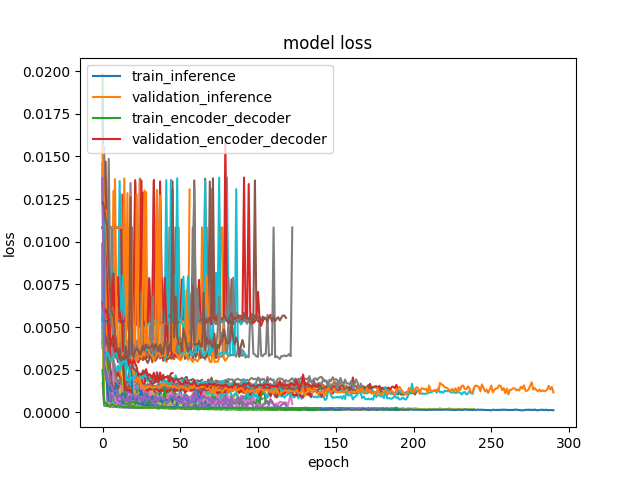 model loss
train_inference
validation_inference
train_encoder_decoder
validation_encoder_decoder
loss
0.0200
0.0175
0.0150
0.0125
0.0100
0.0075
0.0050
0.0025
0.0000
0 50 100 150 200 250 300
epoch